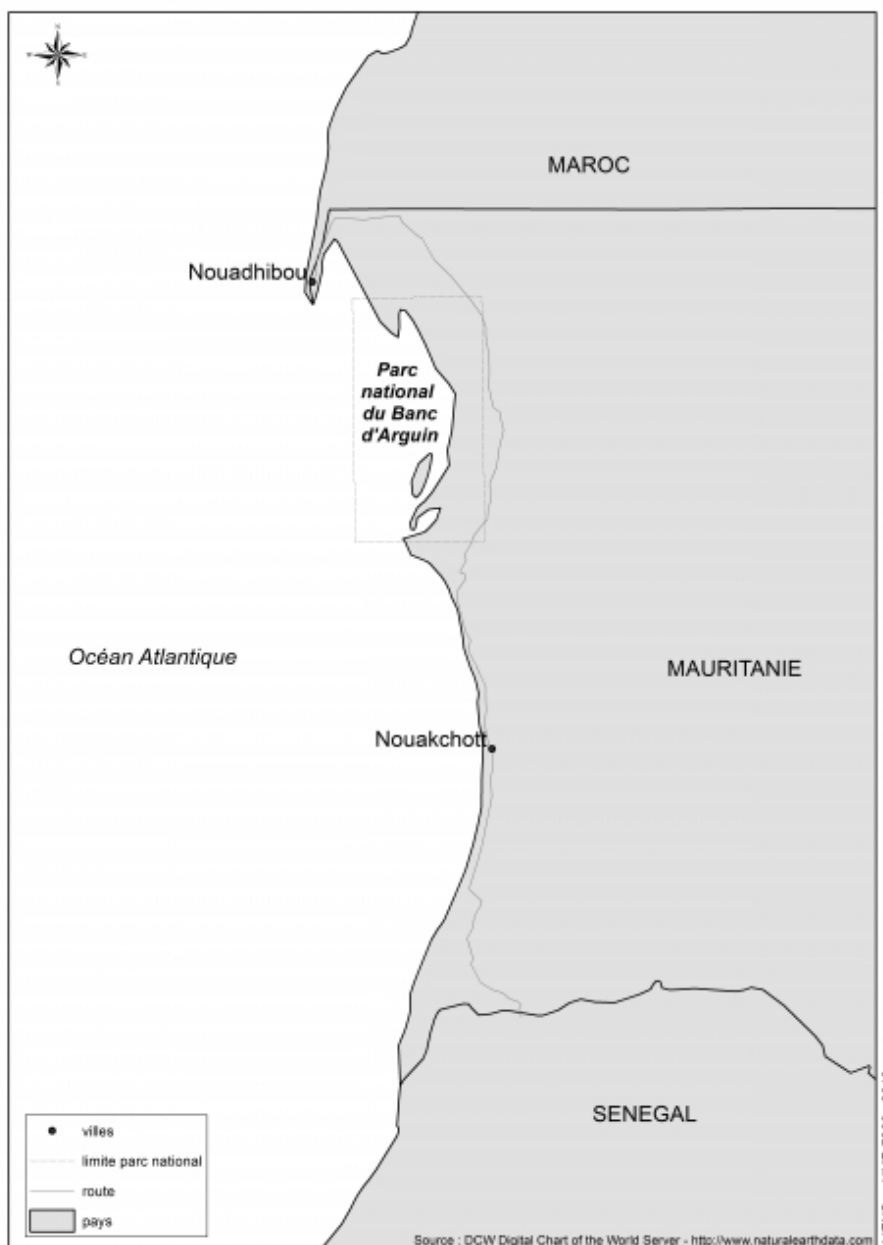 N
MAROC
Nouadhibou
Parc
national
du Banc
d'Arguin
Océan Atlantique
MAURITANIE
Nouakchott
SENEGAL
villes
limite parc national
route
pays
Source : DCW Digital Chart of the World Server - http://www.naturalearthdata.com